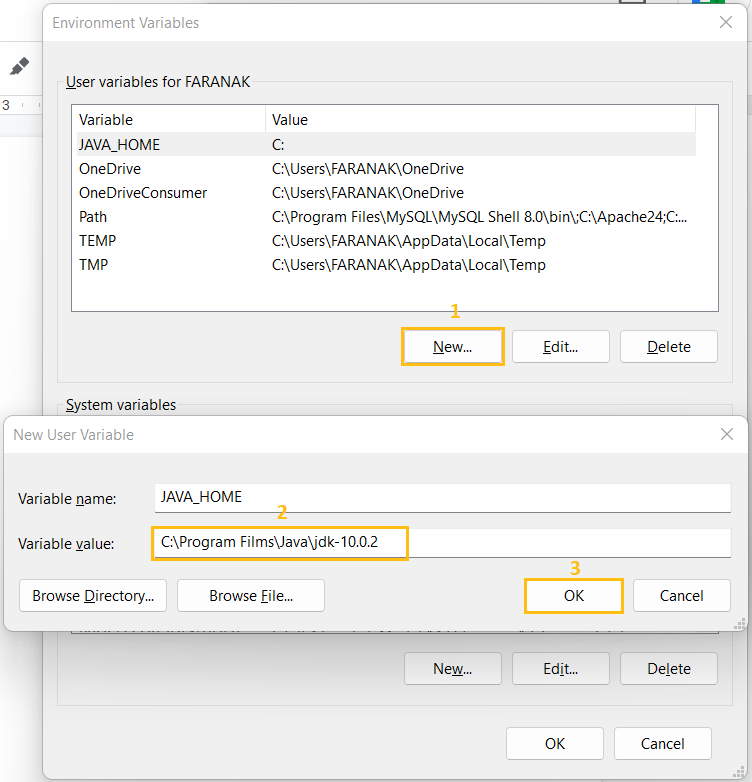 Environment Variables
3
User variables for FARANAK
Variable Value
JAVA_HOME C:
OneDrive C:\Users\FARANAK\OneDrive
OneDriveConsumer C:\Users\FARANAK\OneDrive
Path C:\Program Files\MySQL\MySQL Shell 8.0\bin\;C:\Apache24;C:...
TEMP C:\Users\FARANAK\AppData\Local\Temp
TMP C:\Users\FARANAK\AppData\Local\Temp
1
New... Edit... Delete
System variables
New User Variable
Variable name: JAVA_HOME
2
Variable value: C:\Program Films\Java\jdk-10.0.2
3
Browse Directory... Browse File... OK Cancel
New... Edit... Delete
OK Cancel